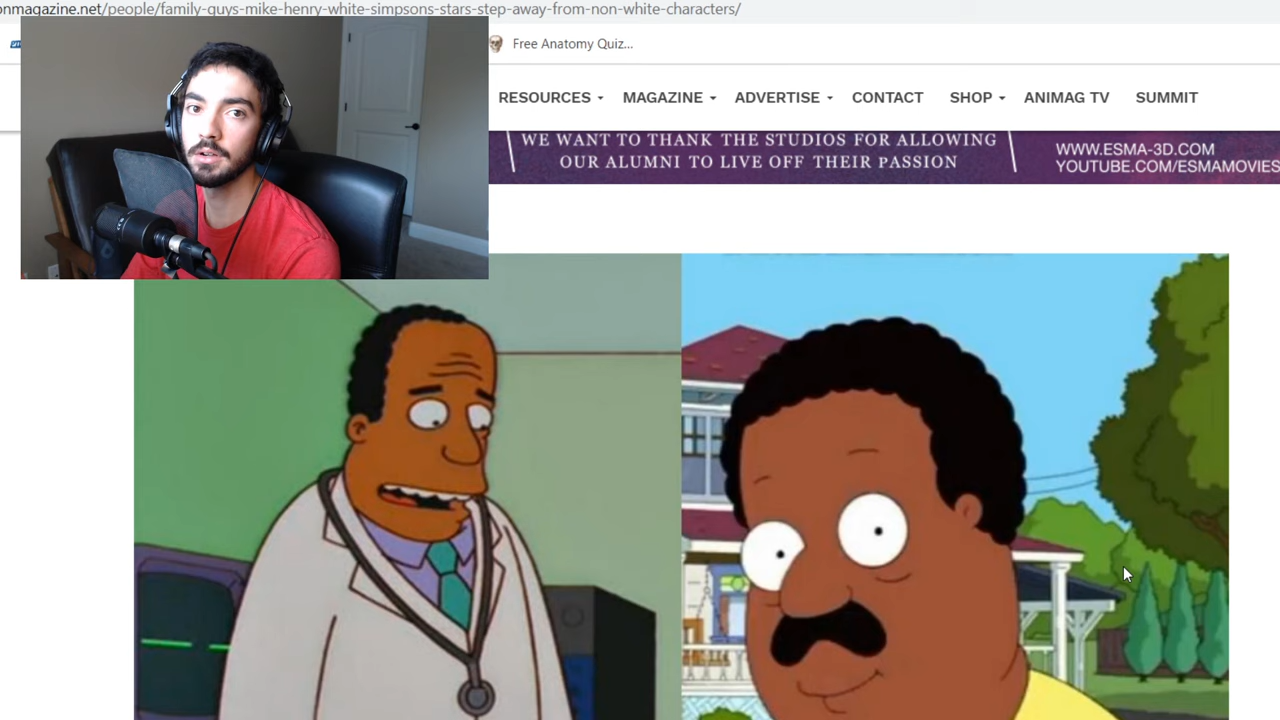 onmagazine.net/people/family-guys-mike-henry-white-simpsons-stars-step-away-from-non-white-characters/
Free Anatomy Quiz...
RESOURCES MAGAZINE ADVERTISE CONTACT SHOP ANIMAG TV SUMMIT
WE WANT TO THANK THE STUDIOS FOR ALLOWING
OUR ALUMNI TO LIVE OFF THEIR PASSION
WWW.ESMA-3D.COM
YOUTUBE.COM/ESMAMOVIES